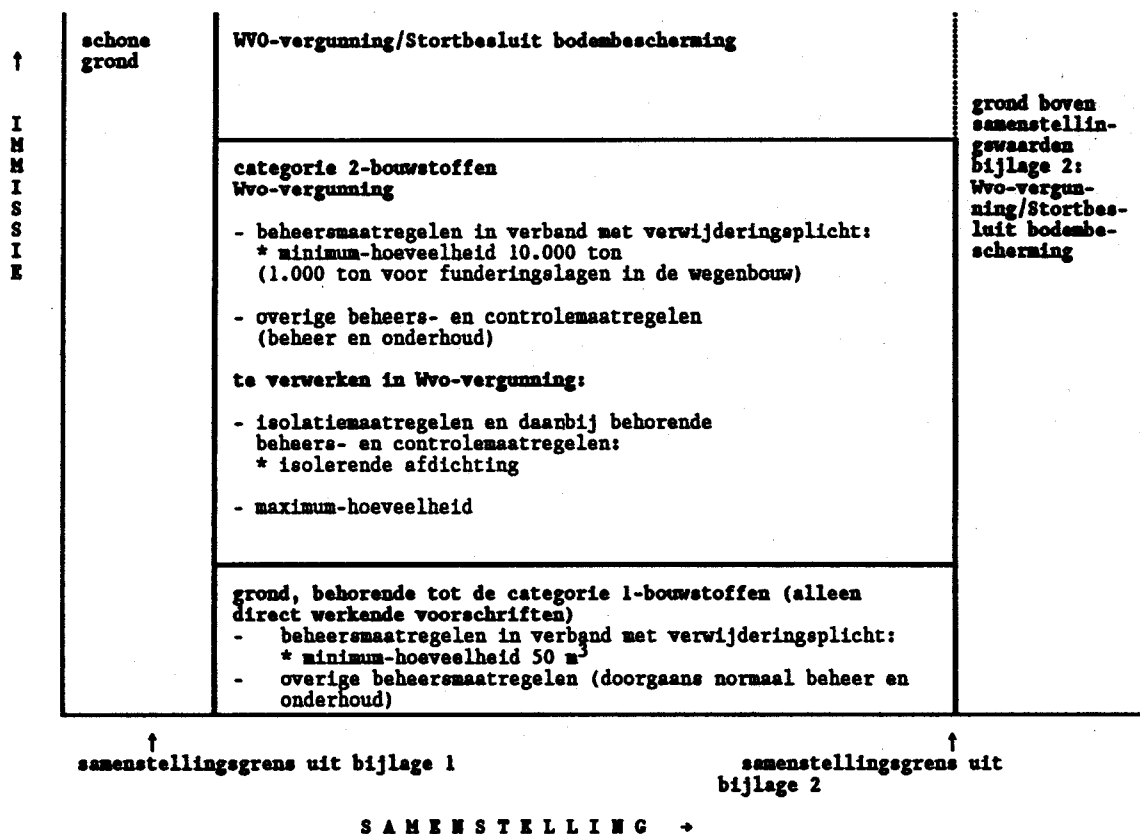 schone
grond
WVO-vergunning/Stortbesluit bodembescherming
↑
IMMISSIE
grond boven
samenstellin-
gswaarden
bijlage 2:
Wvo-vergun-
ning/Stortbes-
luit bodembe-
scherming
categorie 2-bouwstoffen
Wvo-vergunning
- beheersmaatregelen in verband met verwijderingsplicht:
* minimum-hoeveelheid 10.000 ton
(1.000 ton voor funderingslagen in de wegenbouw)
- overige beheers- en controlemaatregelen
(beheer en onderhoud)
te verwerken in Wvo-vergunning:
- isolatiemaatregelen en daanbij behorende
beheers- en controlemaatregelen:
* isolerende afdichting
- maximum-hoeveelheid
grond, behorende tot de categorie 1-bouwstoffen (alleen
direct werkende voorschriften)
- beheersmaatregelen in verband met verwijderingsplicht:
* minimum-hoeveelheid 50 m³
- overige beheersmaatregelen (doorgaans normaal beheer en
onderhoud)
↑
samenstellingsgrens uit bijlage 1
↑
samenstellingsgrens uit
bijlage 2
S A M E N S T E L L I N G →